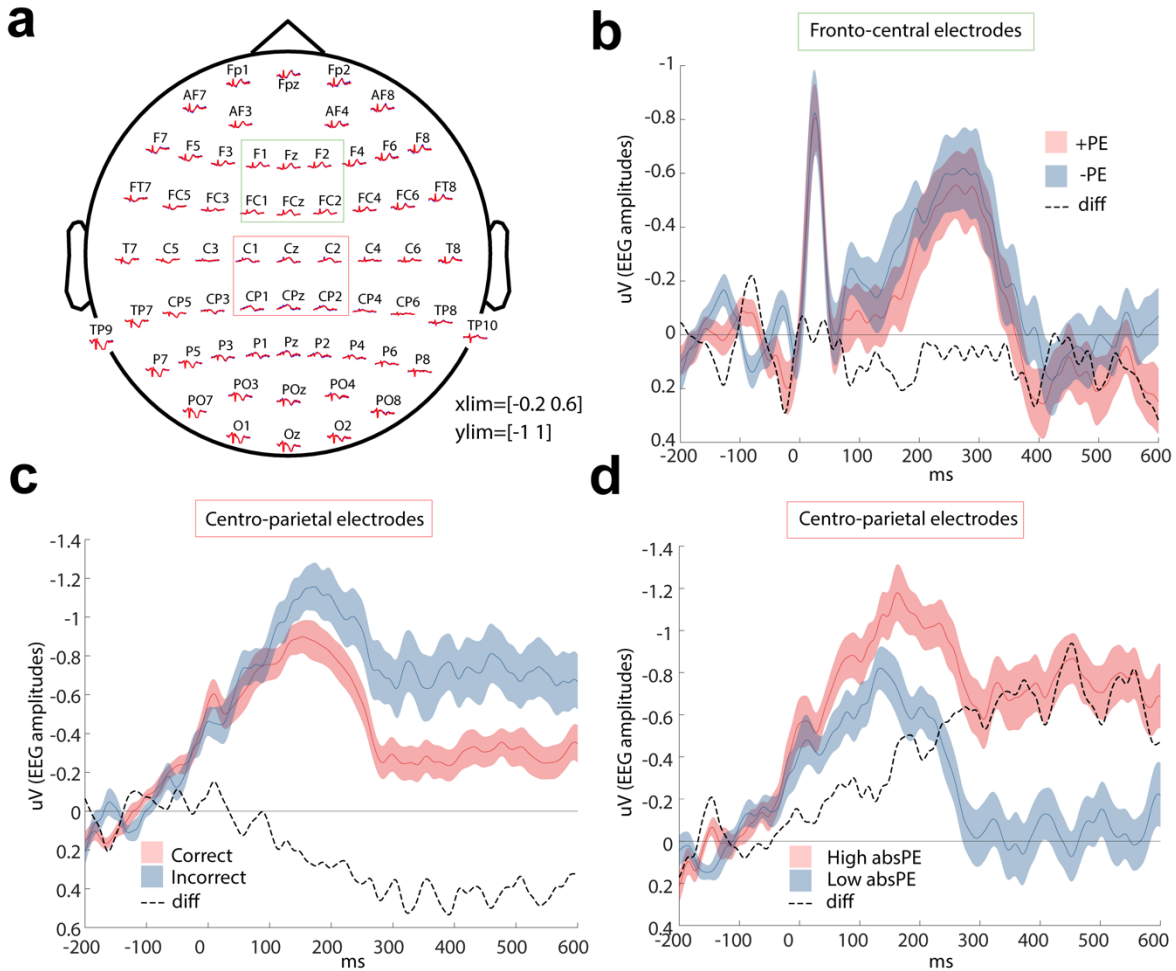 a
Fp1 Fpz Fp2
AF7 AF3 AF4 AF8
F7 F5 F3 F1 Fz F2 F4 F6 F8
FT7 FC5 FC3 FC1 FCz FC2 FC4 FC6 FT8
T7 C5 C3 C1 Cz C2 C4 C6 T8
TP9 TP7 CP5 CP3 CP1 CPz CP2 CP4 CP6 TP8 TP10
P7 P5 P3 P1 Pz P2 P4 P6 P8
PO7 PO3 POz PO4 PO8
O1 Oz O2
xlim=[-0.2 0.6]
ylim=[-1 1]
b
Fronto-central electrodes
-1
-0.8
-0.6
-0.4
-0.2
0
0.2
0.4
uV (EEG amplitudes)
+PE
-PE
diff
-200 -100 0 100 200 300 400 500 600
ms
c
Centro-parietal electrodes
-1.4
-1.2
-1
-0.8
-0.6
-0.4
-0.2
0
0.2
0.4
0.6
uV (EEG amplitudes)
Correct
Incorrect
diff
-200 -100 0 100 200 300 400 500 600
ms
d
Centro-parietal electrodes
-1.4
-1.2
-1
-0.8
-0.6
-0.4
-0.2
0
0.2
0.4
uV (EEG amplitudes)
High absPE
Low absPE
diff
-200 -100 0 100 200 300 400 500 600
ms